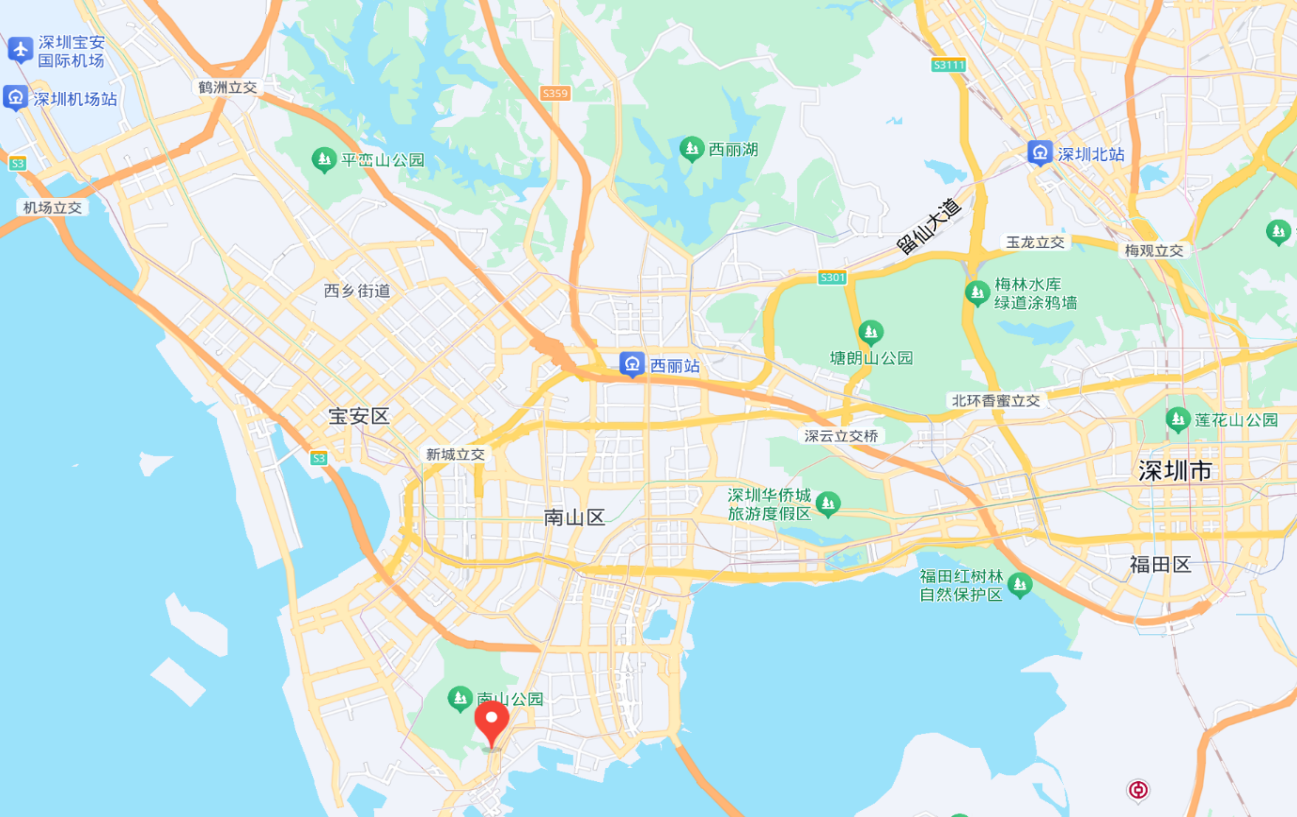 深圳宝安
国际机场
鹤洲立交
S3111
深圳机场站
S359
平峦山公园
西丽湖
深圳北站
S3
机场立交
留仙大道
玉龙立交
梅观立交
S301
西乡街道
梅林水库
绿道涂鸦墙
塘朗山公园
西丽站
宝安区
北环香蜜立交
莲花山公园
深云立交桥
新城立交
S3
深圳市
深圳华侨城
旅游度假区
南山区
福田区
福田红树林
自然保护区
南山公园